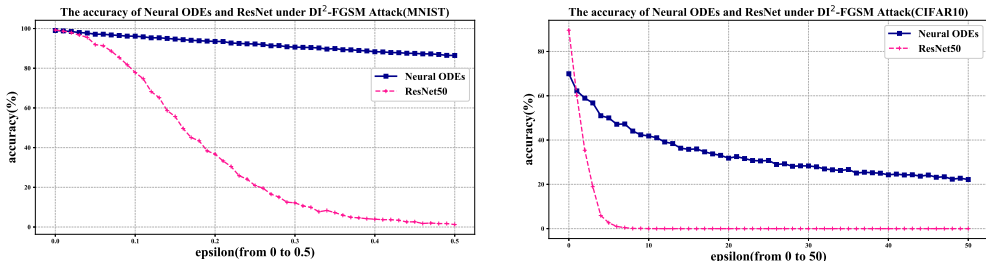 The accuracy of Neural ODEs and ResNet under DI²-FGSM Attack(MNIST)
100
80
60
40
20
0
accuracy(%)
Neural ODEs
ResNet50
0.0
0.1
0.2
0.3
0.4
0.5
epsilon(from 0 to 0.5)
The accuracy of Neural ODEs and ResNet under DI²-FGSM Attack(CIFAR10)
80
60
40
20
0
accuracy(%)
Neural ODEs
ResNet50
0
10
20
30
40
50
epsilon(from 0 to 50)